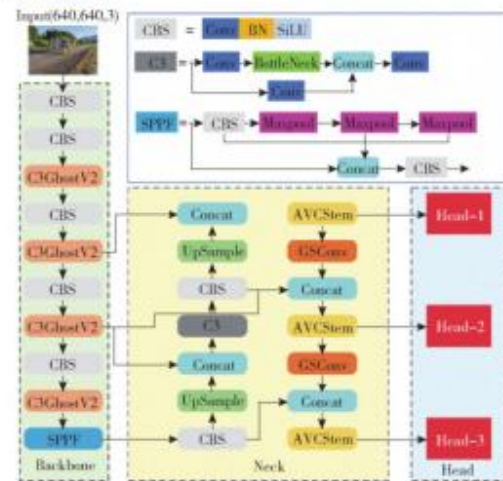 Input(640,640,3)
CBS
CBS
C3GhostV2
CBS
C3GhostV2
CBS
C3GhostV2
CBS
C3GhostV2
SPPF
Backbone
CBS = Conv BN SiLU
C3 = Conv BottleNeck Concat Conv
Conv
SPPF = CBS Maxpool Maxpool Maxpool
Concat CBS
Concat
UpSample
CBS
C3
Concat
UpSample
CBS
AVCStem
GSConv
Concat
AVCStem
GSConv
Concat
AVCStem
Neck
Head-1
Head-2
Head-3
Head